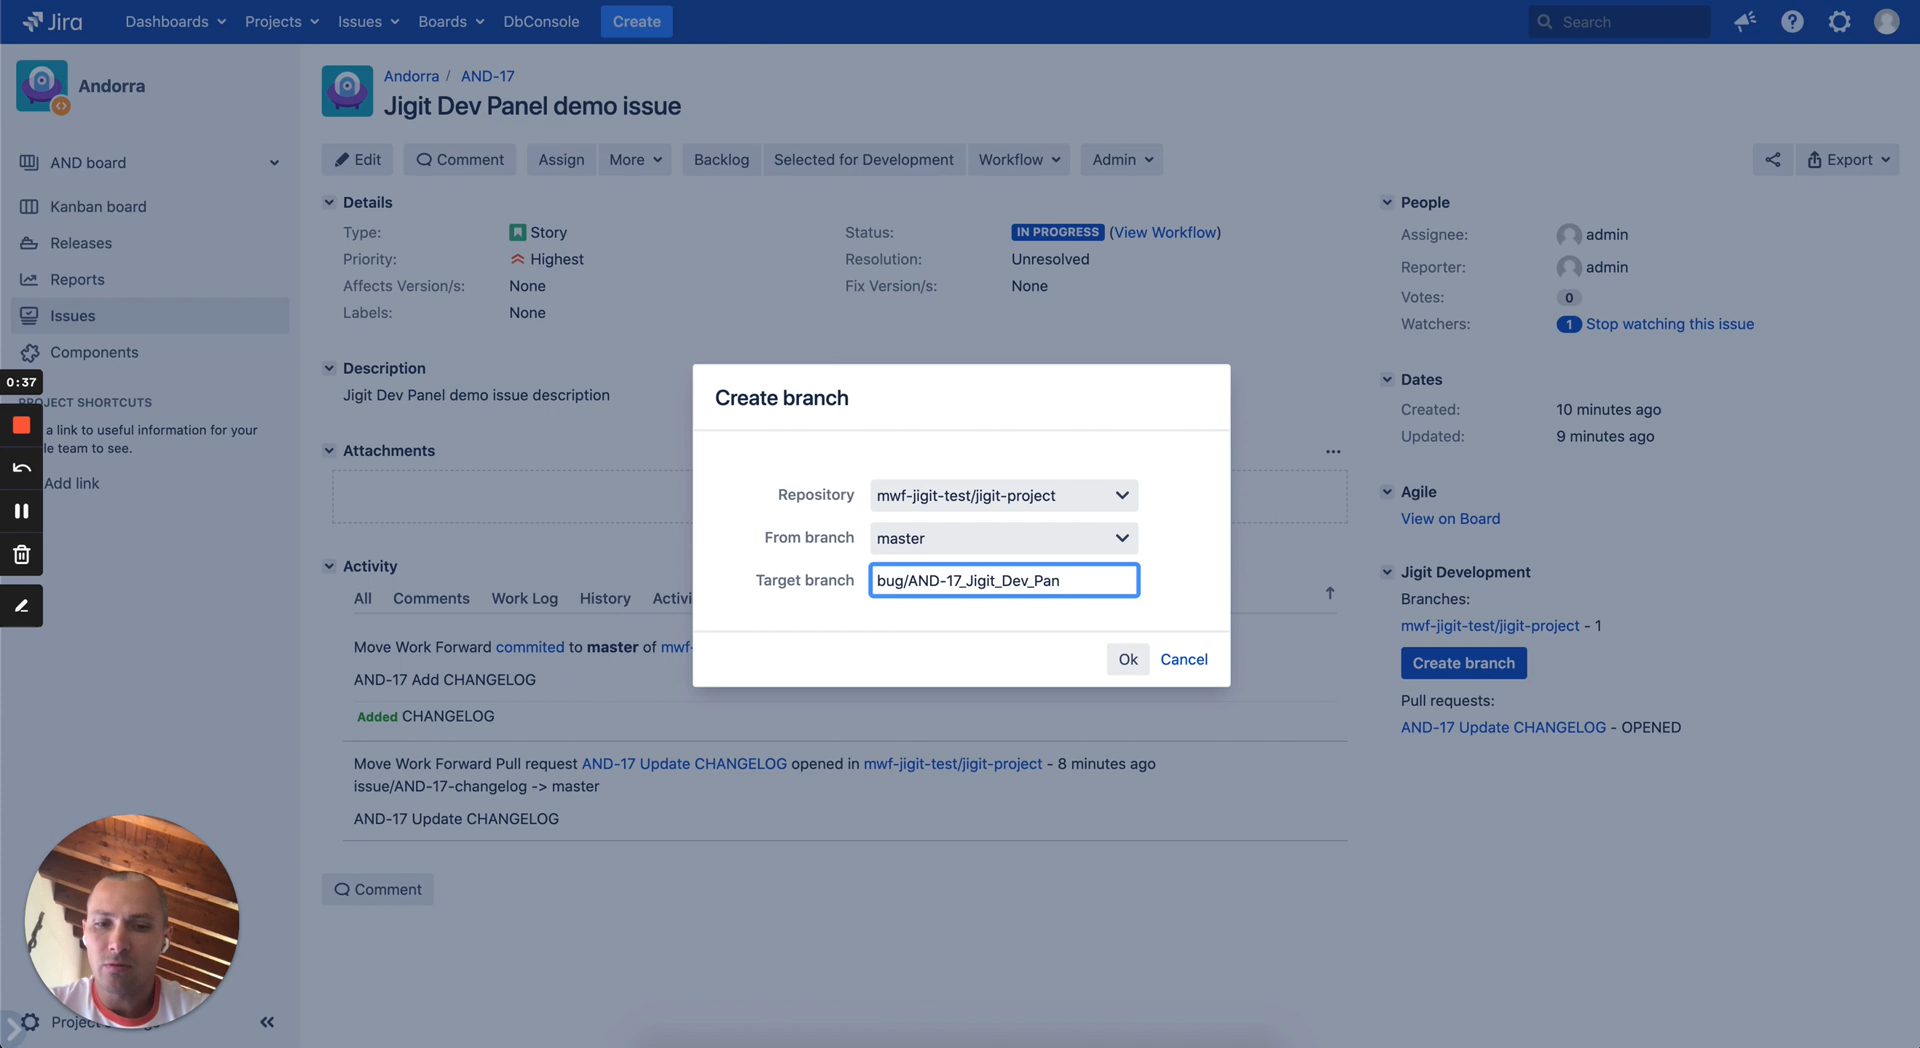 Jira Dashboards Projects Issues Boards DbConsole Create Search
Andorra
AND board
Kanban board
Releases
Reports
Issues
Components
0:37
PROJECT SHORTCUTS
a link to useful information for your
le team to see.
Add link
Andorra / AND-17
Jigit Dev Panel demo issue
Edit Comment Assign More Backlog Selected for Development Workflow Admin Export
Details
Type: Story
Priority: Highest
Affects Version/s: None
Labels: None
Status: IN PROGRESS (View Workflow)
Resolution: Unresolved
Fix Version/s: None
Description
Jigit Dev Panel demo issue description
Attachments
Activity
All Comments Work Log History Activi
Move Work Forward commited to master of mwf-
AND-17 Add CHANGELOG
Added CHANGELOG
Move Work Forward Pull request AND-17 Update CHANGELOG opened in mwf-jigit-test/jigit-project - 8 minutes ago
issue/AND-17-changelog -> master
AND-17 Update CHANGELOG
Comment
Create branch
Repository mwf-jigit-test/jigit-project
From branch master
Target branch bug/AND-17_Jigit_Dev_Pan
Ok Cancel
People
Assignee: admin
Reporter: admin
Votes: 0
Watchers: 1 Stop watching this issue
Dates
Created: 10 minutes ago
Updated: 9 minutes ago
Agile
View on Board
Jigit Development
Branches:
mwf-jigit-test/jigit-project - 1
Create branch
Pull requests:
AND-17 Update CHANGELOG - OPENED